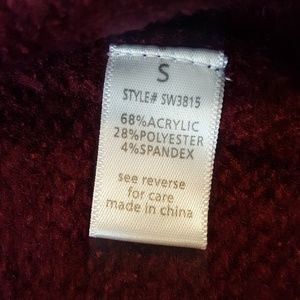 S
STYLE# SW3815
68%ACRYLIC
28%POLYESTER
4%SPANDEX
see reverse
for care
made in china